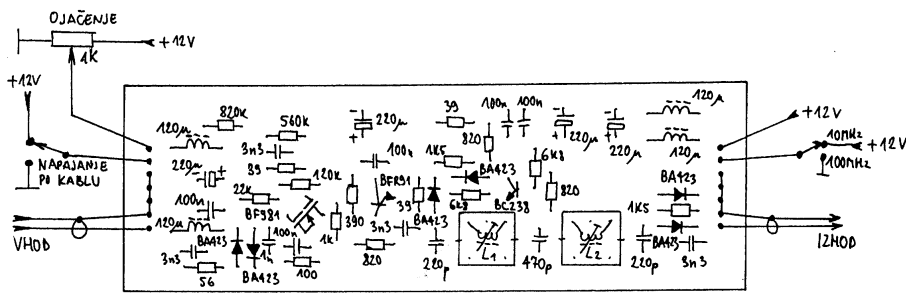 OJAČENJE
1K
+12V
+12V
NAPAJANJE
PO KABLU
VHOD
120μ
820K
560K
220μ
39
100n
100n
220μ
220μ
120μ
120μ
3n3
39
220μ
120K
100n
1K5
820
BA423
6K8
22K
100n
BF981
BFR91
390
39
BA423
6K8
BC238
820
BA423
1K5
120μ
BA423
1n
100n
1K
3n3
BA423
3n3
56
BA423
100
820
220p
L1
470p
L2
220p
3n3
+12V
10MHz
+12V
100MHz
IZHOD